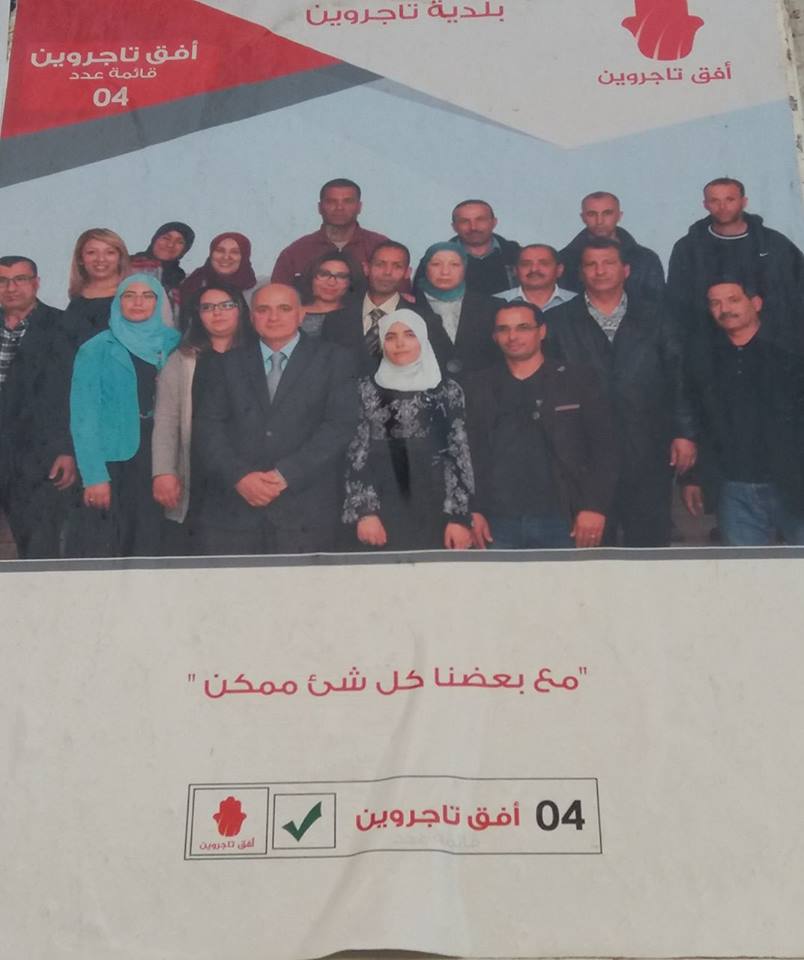 بلدية تاجروين
أفق تاجروين
أفق تاجروين
قائمة عدد
04
"مع بعضنا كل شئ ممكن "
04 أفق تاجروين
أفق تاجروين